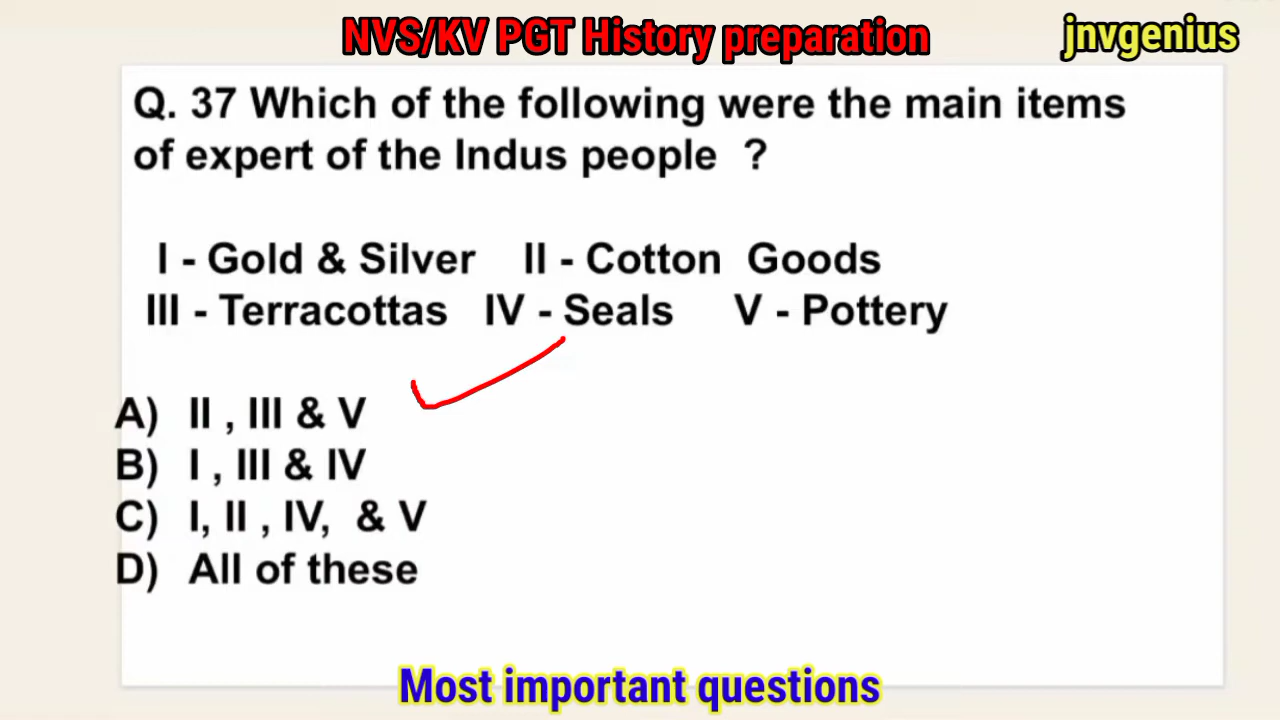 NVS/KV PGT History preparation
jnvgenius
Q. 37 Which of the following were the main items
of expert of the Indus people ?
I - Gold & Silver II - Cotton Goods
III - Terracottas IV - Seals V - Pottery
A) II , III & V
B) I , III & IV
C) I, II , IV, & V
D) All of these
Most important questions